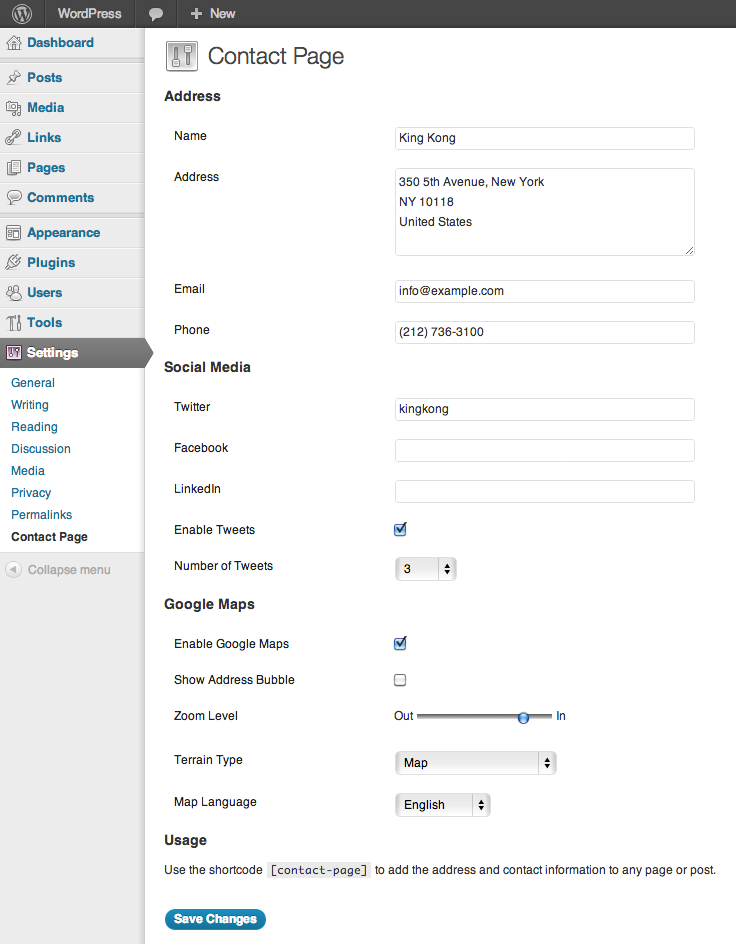 WordPress
New
Dashboard
Posts
Media
Links
Pages
Comments
Appearance
Plugins
Users
Tools
Settings
General
Writing
Reading
Discussion
Media
Privacy
Permalinks
Contact Page
Collapse menu
Contact Page
Address
Name
King Kong
Address
350 5th Avenue, New York
NY 10118
United States
Email
info@example.com
Phone
(212) 736-3100
Social Media
Twitter
kingkong
Facebook
LinkedIn
Enable Tweets
Number of Tweets
3
Google Maps
Enable Google Maps
Show Address Bubble
Zoom Level
Out In
Terrain Type
Map
Map Language
English
Usage
Use the shortcode [contact-page] to add the address and contact information to any page or post.
Save Changes